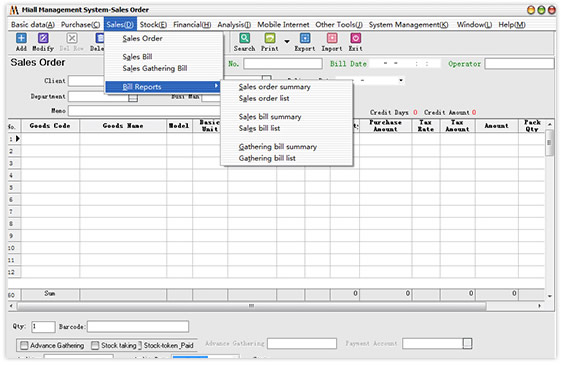 Miall Management System-Sales Order
Basic data(A) Purchase(C) Sales(D) Stock(E) Financial(H) Analysis(I) Mobile Internet Other Tools(J) System Management(K) Window(L) Help(M)
Add Modify Del Row Dele Search Print Export Import Exit
Sales Order
Sales Bill
Sales Gathering Bill
Bill Reports
Sales order summary
Sales order list
Sales bill summary
Sales bill list
Gathering bill summary
Gathering bill list
Sales Order No. Bill Date - - : : Operator
Client - -
Department
Memo Credit Days 0 Credit Amount 0
No. Goods Code Goods Name Model Basic Unit Purchase Amount Tax Rate Tax Amount Amount Pack Qty
1
2
3
4
5
6
7
8
9
10
11
12
60 Sum 0 0 0 0
Qty: 1 Barcode:
Advance Gathering Stock taking Stock-token_Paid Advance Gathering Payment Account